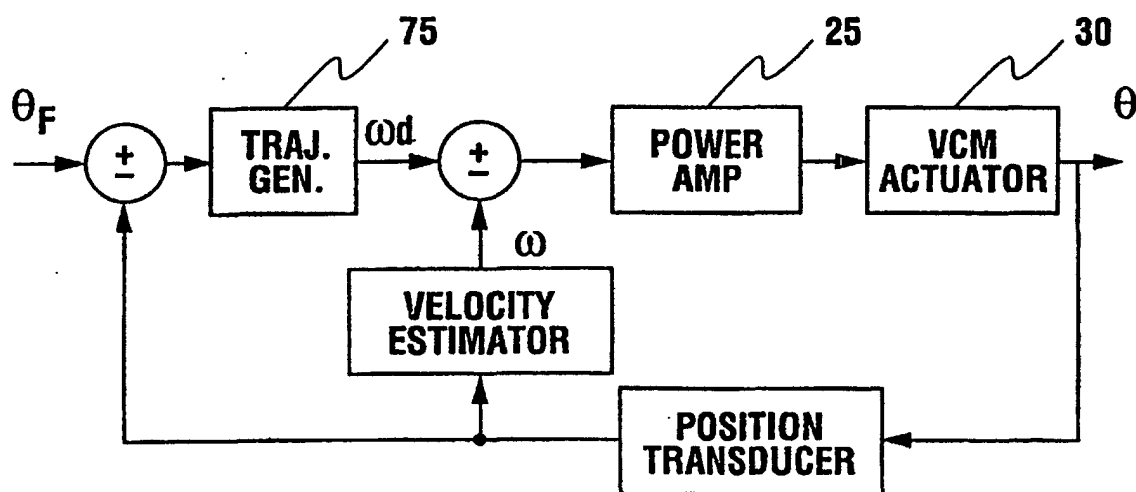 75
25
30
θF
±
TRAJ.
GEN.
ωd
±
POWER
AMP
VCM
ACTUATOR
θ
ω
VELOCITY
ESTIMATOR
POSITION
TRANSDUCER